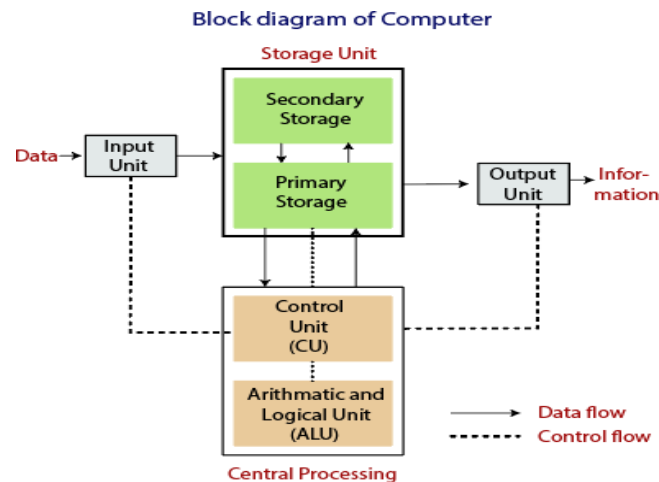 Block diagram of Computer
Storage Unit
Secondary
Storage
Data
Input
Unit
Primary
Storage
Output
Unit
Infor-
mation
Control
Unit
(CU)
Arithmatic and
Logical Unit
(ALU)
Data flow
Control flow
Central Processing